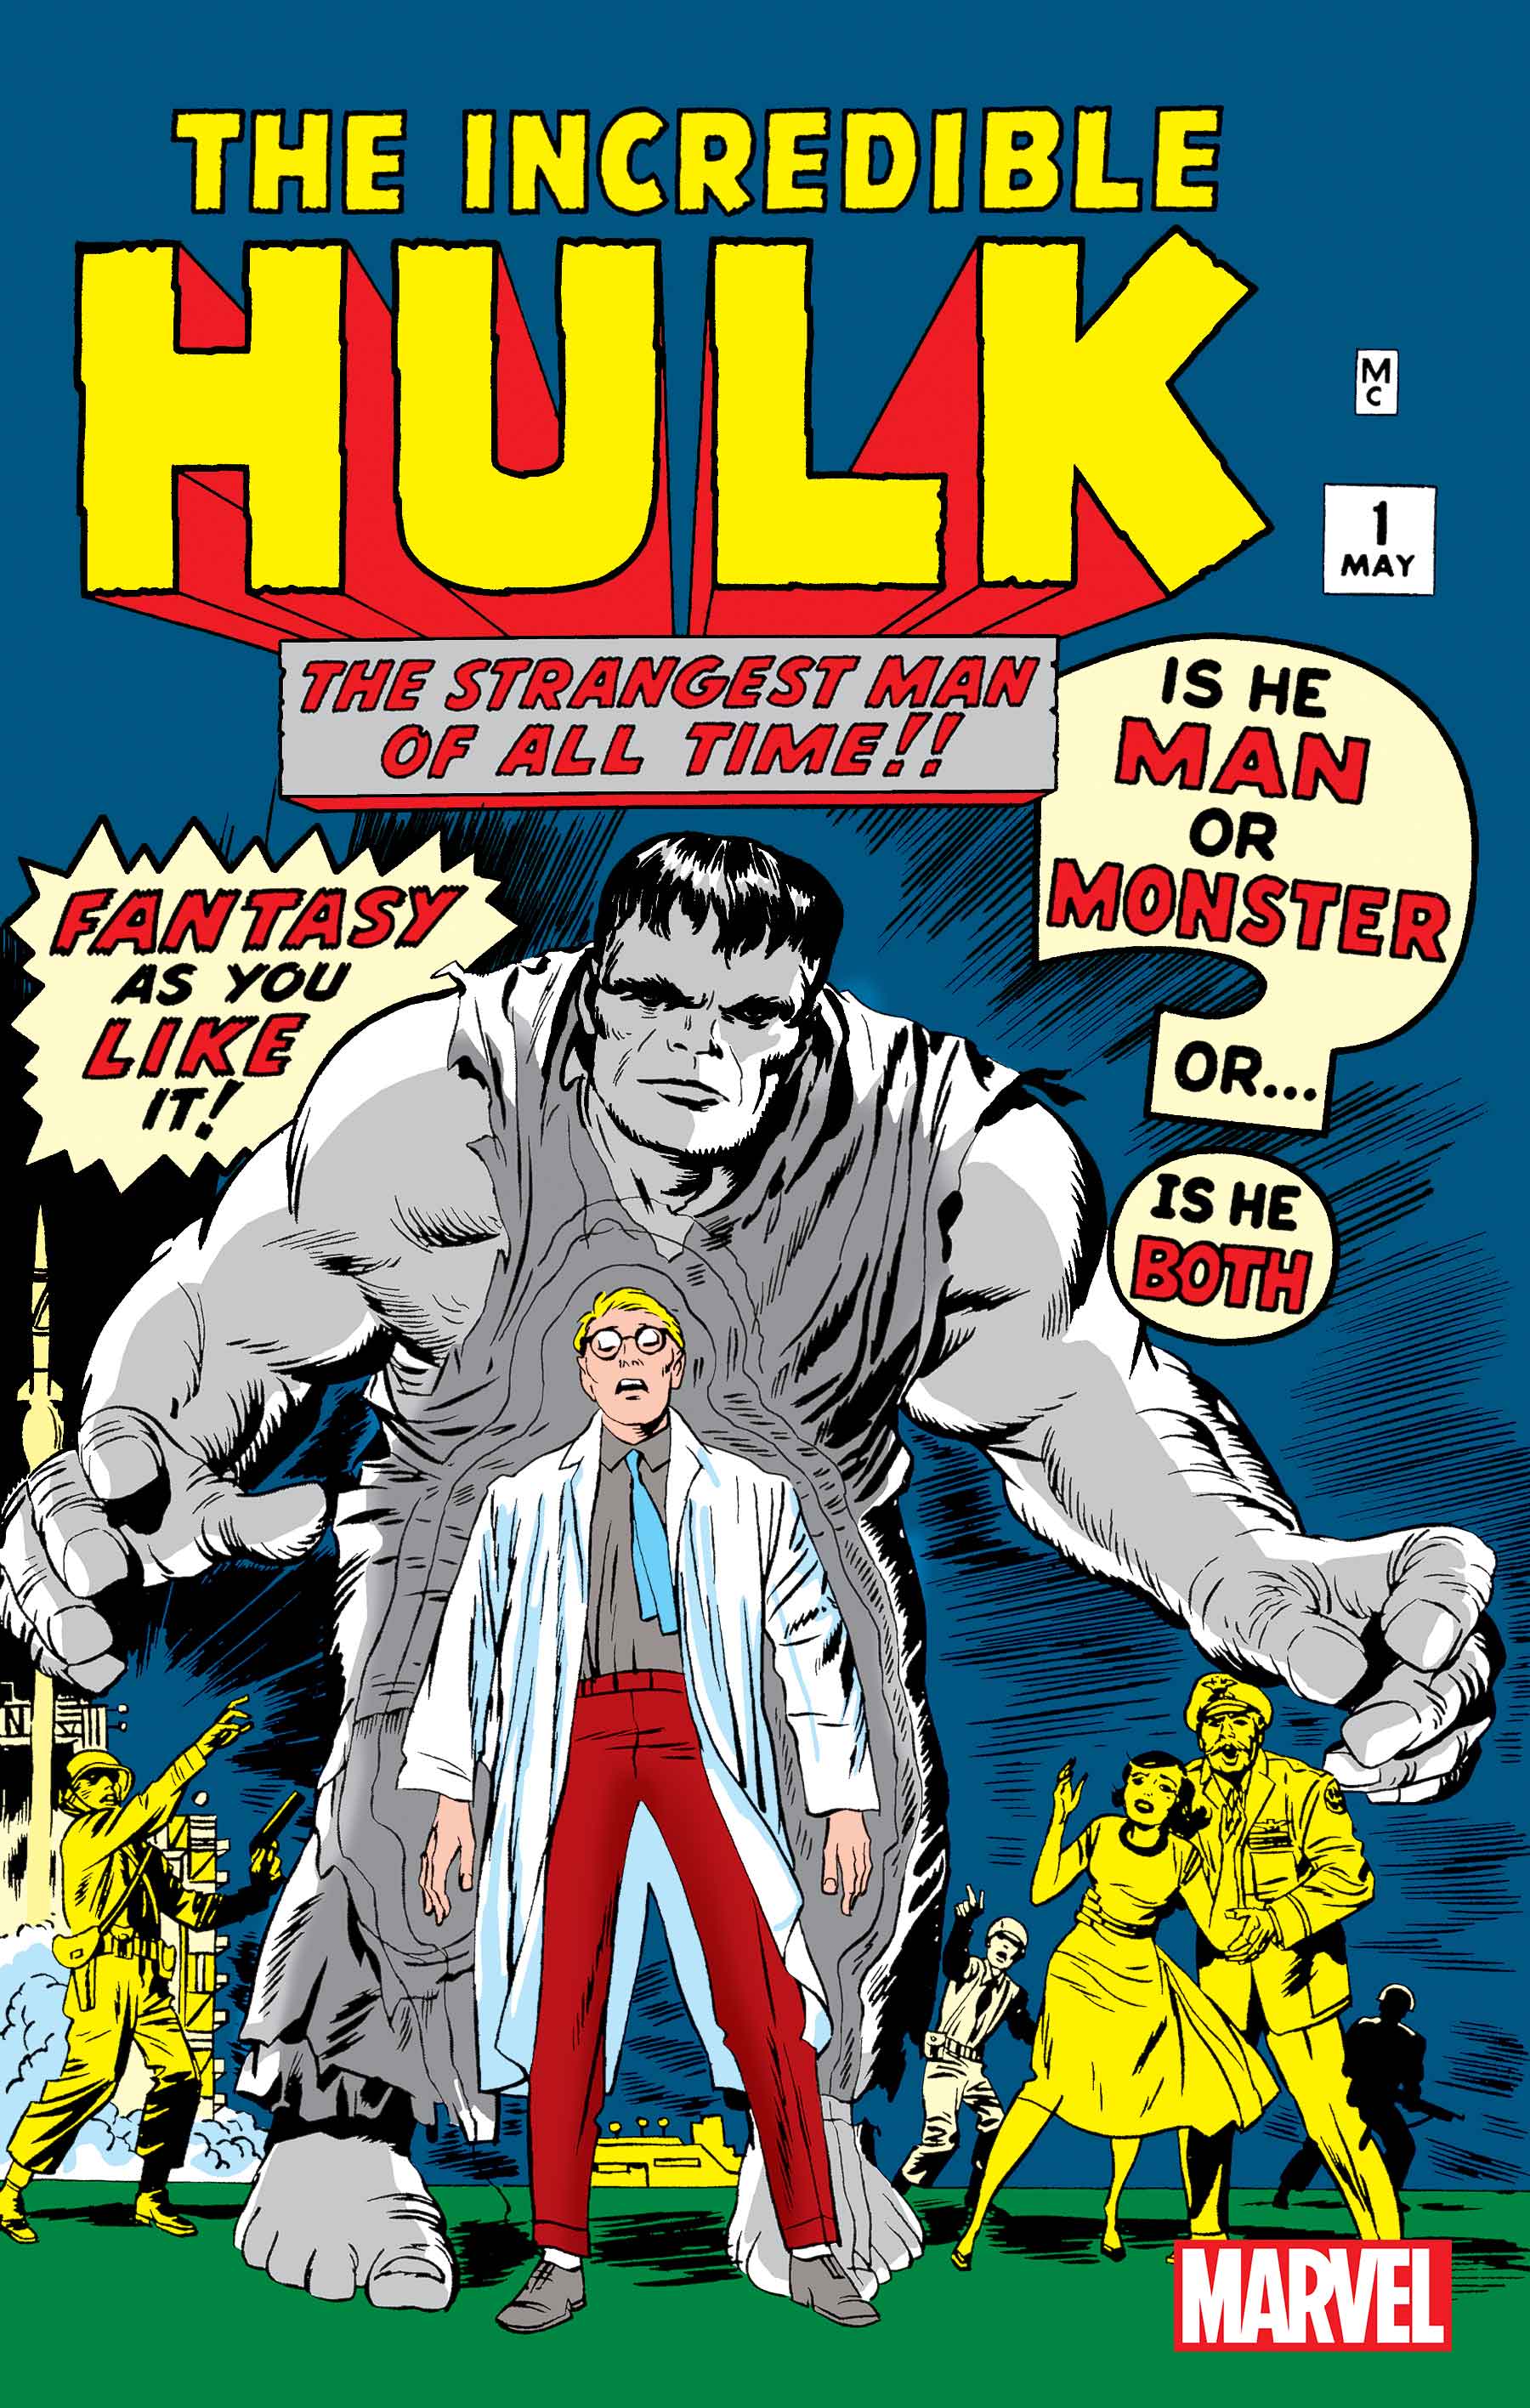 THE INCREDIBLE
HULK
M
C
1
MAY
THE STRANGEST MAN
OF ALL TIME!!
IS HE
MAN
OR
MONSTER
OR...
IS HE
BOTH
FANTASY
AS YOU
LIKE
IT!
MARVEL